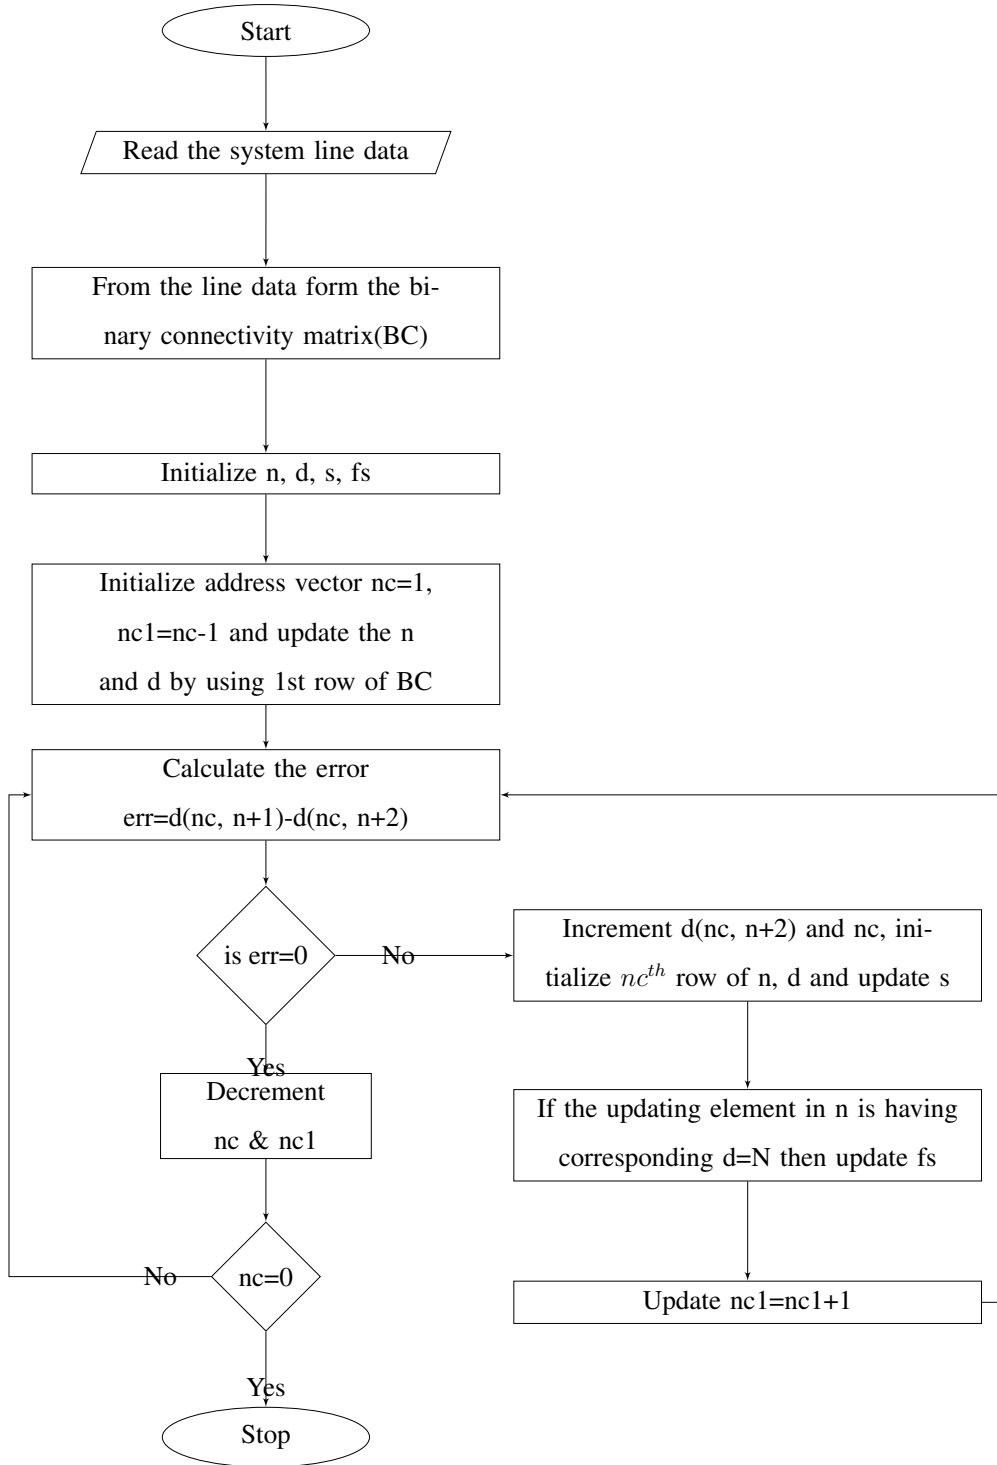 Start
Read the system line data
From the line data form the bi-
nary connectivity matrix(BC)
Initialize n, d, s, fs
Initialize address vector nc=1,
nc1=nc-1 and update the n
and d by using 1st row of BC
Calculate the error
err=d(nc, n+1)-d(nc, n+2)
is err=0
No
Increment d(nc, n+2) and nc, ini-
tialize nc^{th} row of n, d and update s
Yes
Decrement
nc & nc1
If the updating element in n is having
corresponding d=N then update fs
No
nc=0
Update nc1=nc1+1
Yes
Stop